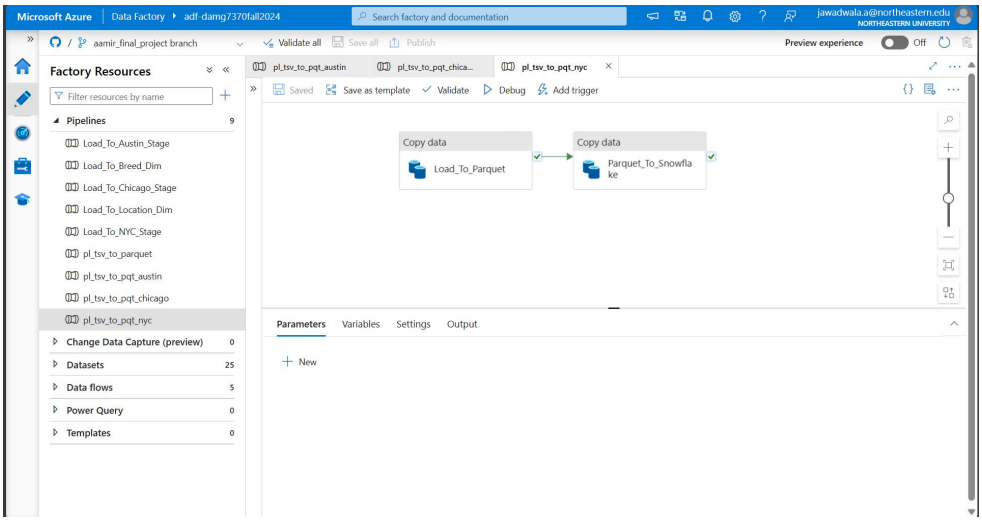 Microsoft Azure | Data Factory ▸ adf-damg7370fall2024
Search factory and documentation
jawadwala.a@northeastern.edu
NORTHEASTERN UNIVERSITY
» / aamir_final_project branch
Validate all Save all Publish
Preview experience Off
Factory Resources
Filter resources by name
Pipelines 9
Load_To_Austin_Stage
Load_To_Breed_Dim
Load_To_Chicago_Stage
Load_To_Location_Dim
Load_To_NYC_Stage
pl_tsv_to_parquet
pl_tsv_to_pqt_austin
pl_tsv_to_pqt_chicago
pl_tsv_to_pqt_nyc
Change Data Capture (preview) 0
Datasets 25
Data flows 5
Power Query 0
Templates 0
pl_tsv_to_pqt_austin pl_tsv_to_pqt_chica... pl_tsv_to_pqt_nyc
Saved Save as template Validate Debug Add trigger
Copy data
Load_To_Parquet
Copy data
Parquet_To_Snowfla
ke
Parameters Variables Settings Output
New